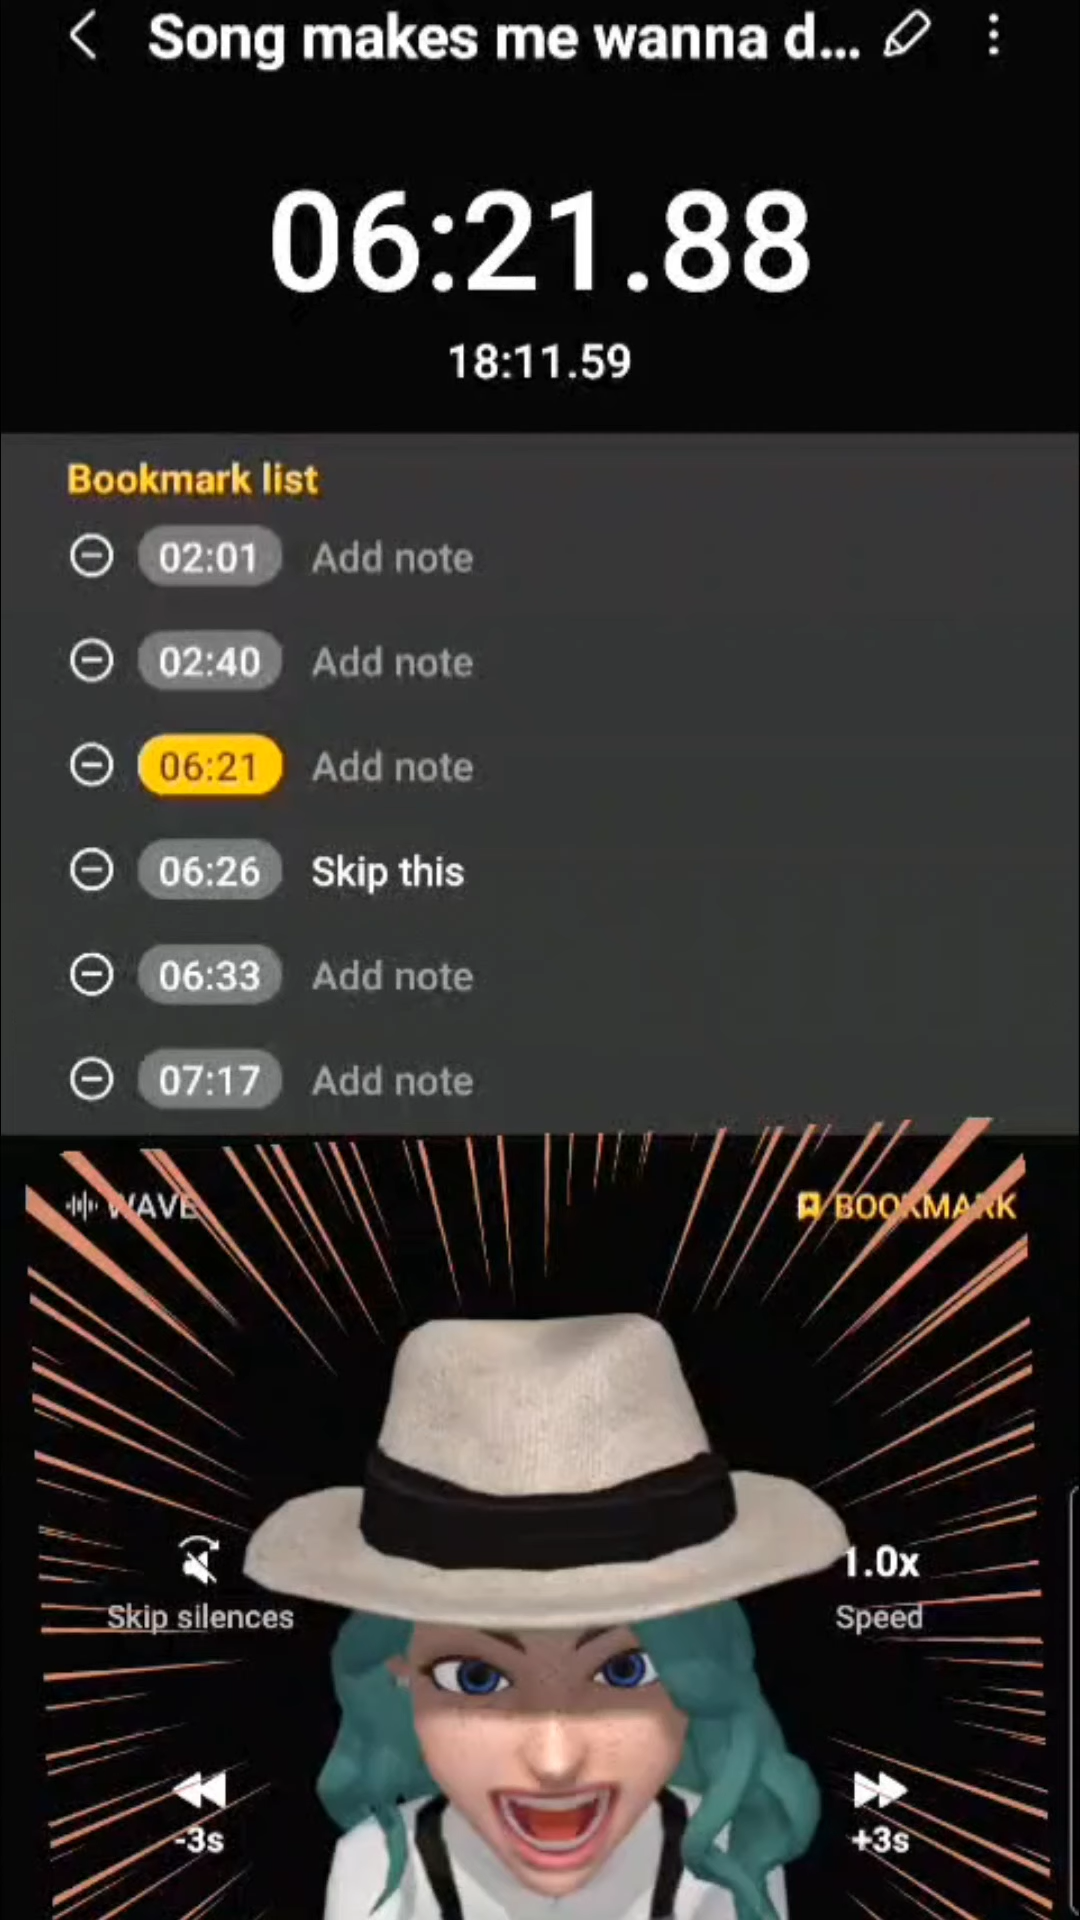 Song makes me wanna d...
06:21.88
18:11.59
Bookmark list
02:01 Add note
02:40 Add note
06:21 Add note
06:26 Skip this
06:33 Add note
07:17 Add note
WAVE BOOKMARK
1.0x
Skip silences Speed
-3s +3s